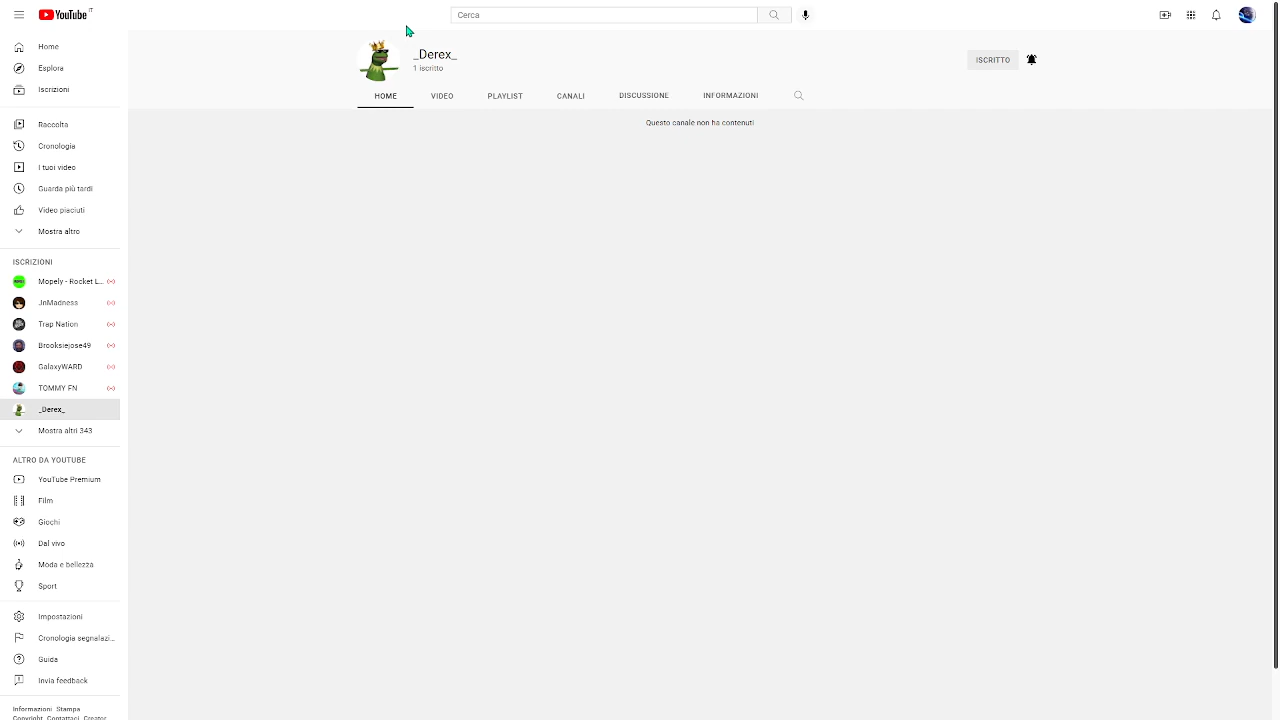 YouTube IT
Cerca
Home
Esplora
Iscrizioni
Raccolta
Cronologia
I tuoi video
Guarda più tardi
Video piaciuti
Mostra altro
ISCRIZIONI
Mopely - Rocket L...
JnMadness
Trap Nation
Brooksiejose49
GalaxyWARD
TOMMY FN
_Derex_
Mostra altri 343
ALTRO DA YOUTUBE
YouTube Premium
Film
Giochi
Dal vivo
Moda e bellezza
Sport
Impostazioni
Cronologia segnalazi...
Guida
Invia feedback
Informazioni Stampa
Copyright Contattaci Creator
_Derex_
1 iscritto
ISCRITTO
HOME VIDEO PLAYLIST CANALI DISCUSSIONE INFORMAZIONI
Questo canale non ha contenuti